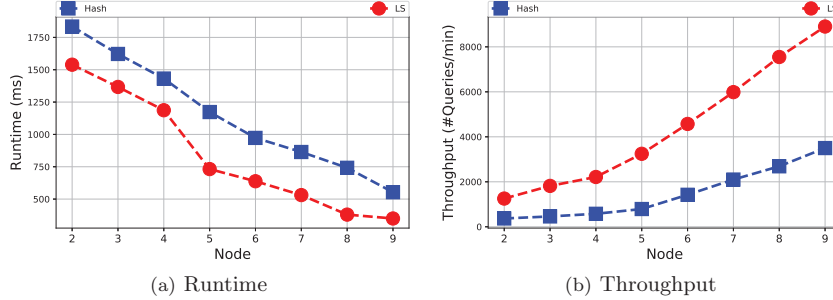 Hash
LS
1750
1500
1250
1000
750
500
Runtime (ms)
2 3 4 5 6 7 8 9
Node
(a) Runtime
Hash
LS
8000
6000
4000
2000
0
Throughput (#Queries/min)
2 3 4 5 6 7 8 9
Node
(b) Throughput